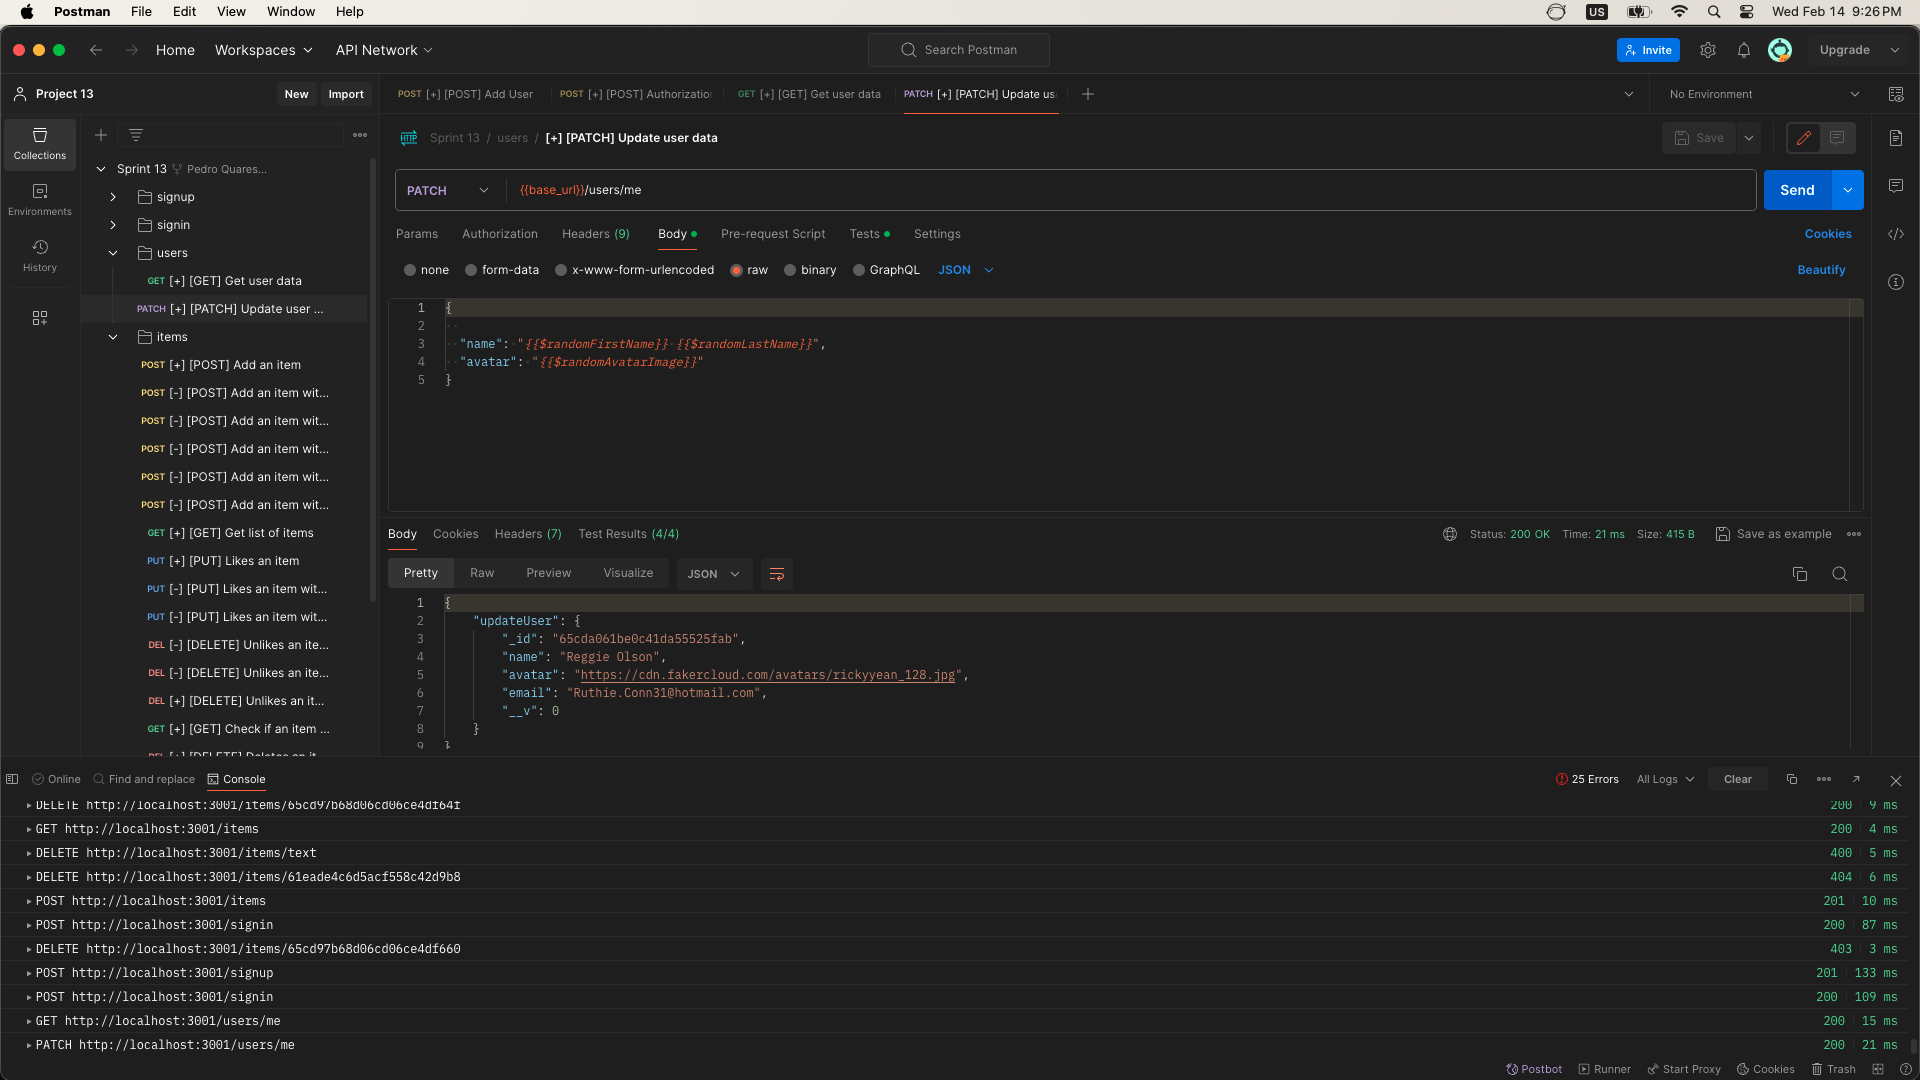 Postman File Edit View Window Help US Wed Feb 14 9:26 PM
Home Workspaces API Network Search Postman Invite Upgrade
Project 13 New Import
POST [+] [POST] Add User POST [+] [POST] Authorizatio GET [+] [GET] Get user data PATCH [+] [PATCH] Update us No Environment
Collections
Environments
History
Sprint 13 Pedro Quares...
signup
signin
users
GET [+] [GET] Get user data
PATCH [+] [PATCH] Update user ...
items
POST [+] [POST] Add an item
POST [-] [POST] Add an item wit...
POST [-] [POST] Add an item wit...
POST [-] [POST] Add an item wit...
POST [-] [POST] Add an item wit...
POST [-] [POST] Add an item wit...
GET [+] [GET] Get list of items
PUT [+] [PUT] Likes an item
PUT [-] [PUT] Likes an item wit...
PUT [-] [PUT] Likes an item wit...
DEL [-] [DELETE] Unlikes an ite...
DEL [-] [DELETE] Unlikes an ite...
DEL [+] [DELETE] Unlikes an it...
GET [+] [GET] Check if an item ...
DEL [+] [DELETE] Deletes an it
HTTP Sprint 13 / users / [+] [PATCH] Update user data Save
PATCH {{base_url}}/users/me Send
Params Authorization Headers (9) Body Pre-request Script Tests Settings Cookies
none form-data x-www-form-urlencoded raw binary GraphQL JSON Beautify
1 {
2
3 "name": "{{$randomFirstName}} {{$randomLastName}}",
4 "avatar": "{{$randomAvatarImage}}"
5 }
Body Cookies Headers (7) Test Results (4/4) Status: 200 OK Time: 21 ms Size: 415 B Save as example
Pretty Raw Preview Visualize JSON
1 {
2 "updateUser": {
3 "_id": "65cda061be0c41da55525fab",
4 "name": "Reggie Olson",
5 "avatar": "https://cdn.fakercloud.com/avatars/rickyyean_128.jpg",
6 "email": "Ruthie.Conn31@hotmail.com",
7 "__v": 0
8 }
9 }
Online Find and replace Console 25 Errors All Logs Clear
DELETE http://localhost:3001/items/65cd97b68d06cd06ce4df64f 200 9 ms
GET http://localhost:3001/items 200 4 ms
DELETE http://localhost:3001/items/text 400 5 ms
DELETE http://localhost:3001/items/61eade4c6d5acf558c42d9b8 404 6 ms
POST http://localhost:3001/items 201 10 ms
POST http://localhost:3001/signin 200 87 ms
DELETE http://localhost:3001/items/65cd97b68d06cd06ce4df660 403 3 ms
POST http://localhost:3001/signup 201 133 ms
POST http://localhost:3001/signin 200 109 ms
GET http://localhost:3001/users/me 200 15 ms
PATCH http://localhost:3001/users/me 200 21 ms
Postbot Runner Start Proxy Cookies Trash